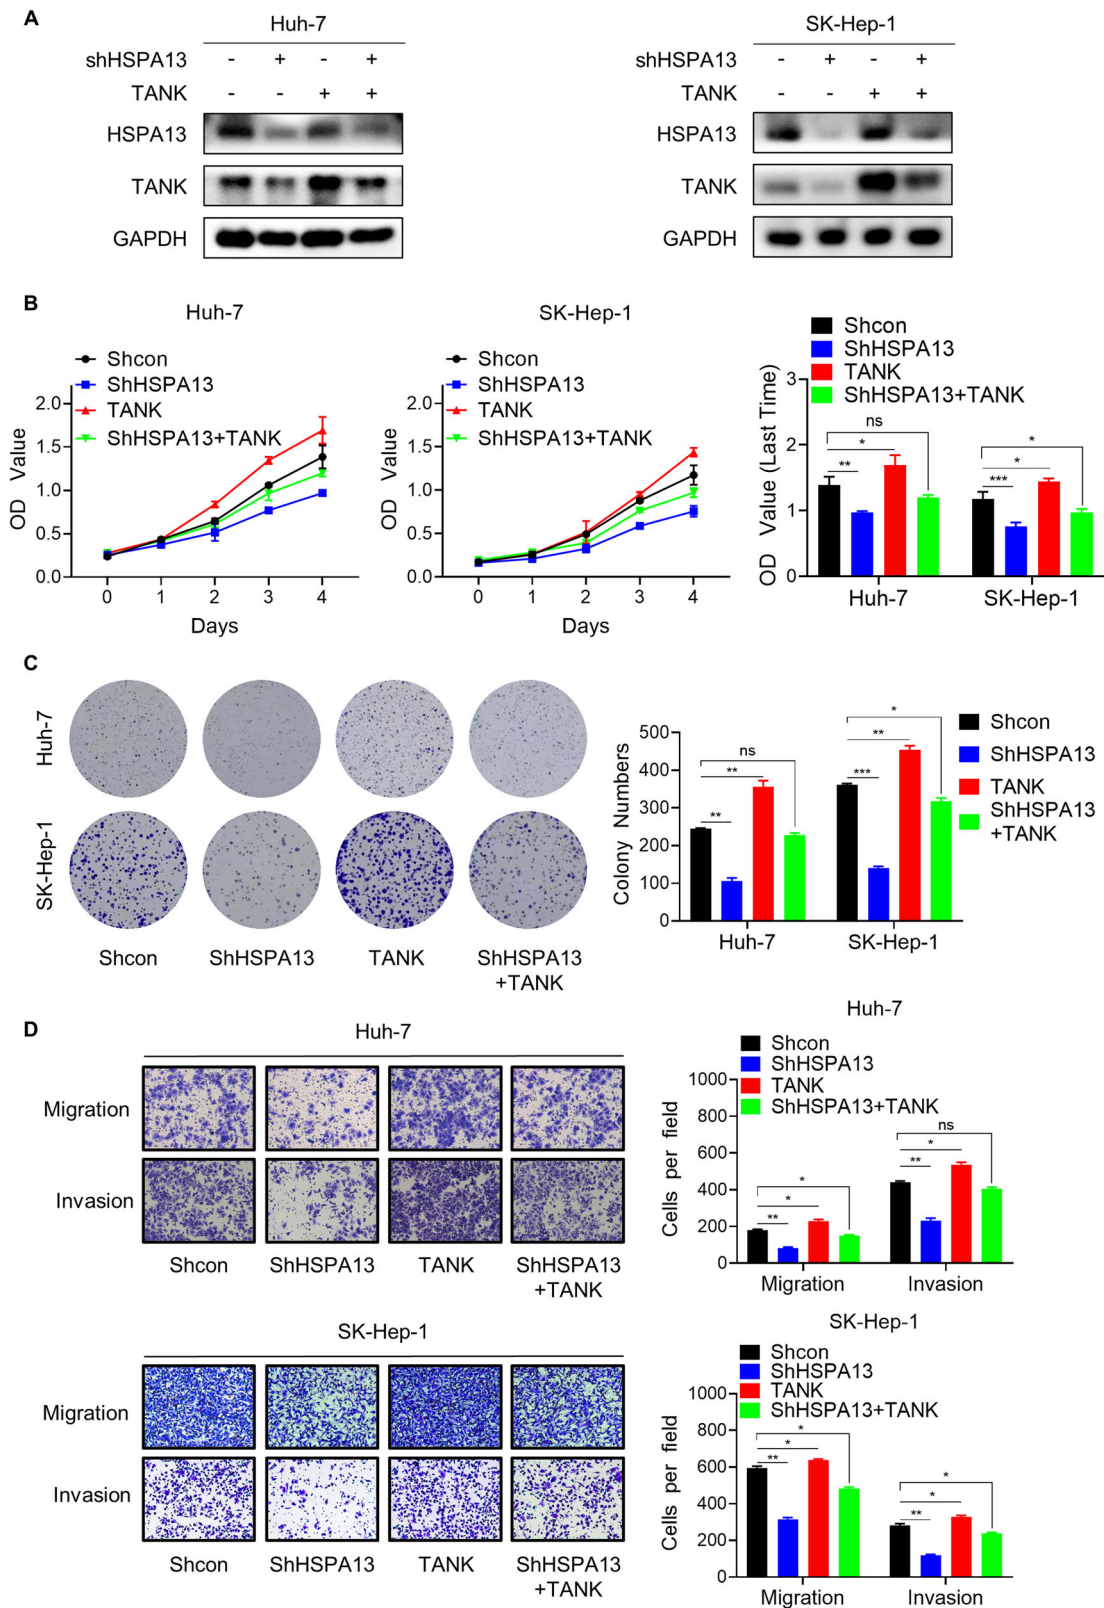 A
Huh-7
shHSPA13 - + - +
TANK - - + +
HSPA13
TANK
GAPDH
SK-Hep-1
shHSPA13 - + - +
TANK - - + +
HSPA13
TANK
GAPDH
B
Huh-7
Shcon
ShHSPA13
TANK
ShHSPA13+TANK
OD Value
2.0
1.5
1.0
0.5
0.0
0 1 2 3 4
Days
SK-Hep-1
Shcon
ShHSPA13
TANK
ShHSPA13+TANK
OD Value
2.0
1.5
1.0
0.5
0.0
0 1 2 3 4
Days
Shcon
ShHSPA13
TANK
ShHSPA13+TANK
OD Value (Last Time)
3
2
1
0
ns
*
**
*
*
***
Huh-7 SK-Hep-1
C
Huh-7
SK-Hep-1
Shcon ShHSPA13 TANK ShHSPA13
+TANK
Colony Numbers
500
400
300
200
100
0
ns
**
**
*
**
***
Huh-7 SK-Hep-1
Shcon
ShHSPA13
TANK
ShHSPA13
+TANK
D
Huh-7
Migration
Invasion
Shcon ShHSPA13 TANK ShHSPA13
+TANK
Huh-7
Shcon
ShHSPA13
TANK
ShHSPA13+TANK
Cells per field
1000
800
600
400
200
0
*
*
**
ns
*
**
Migration Invasion
SK-Hep-1
Migration
Invasion
Shcon ShHSPA13 TANK ShHSPA13
+TANK
SK-Hep-1
Shcon
ShHSPA13
TANK
ShHSPA13+TANK
Cells per field
1000
800
600
400
200
0
*
*
**
*
*
**
Migration Invasion